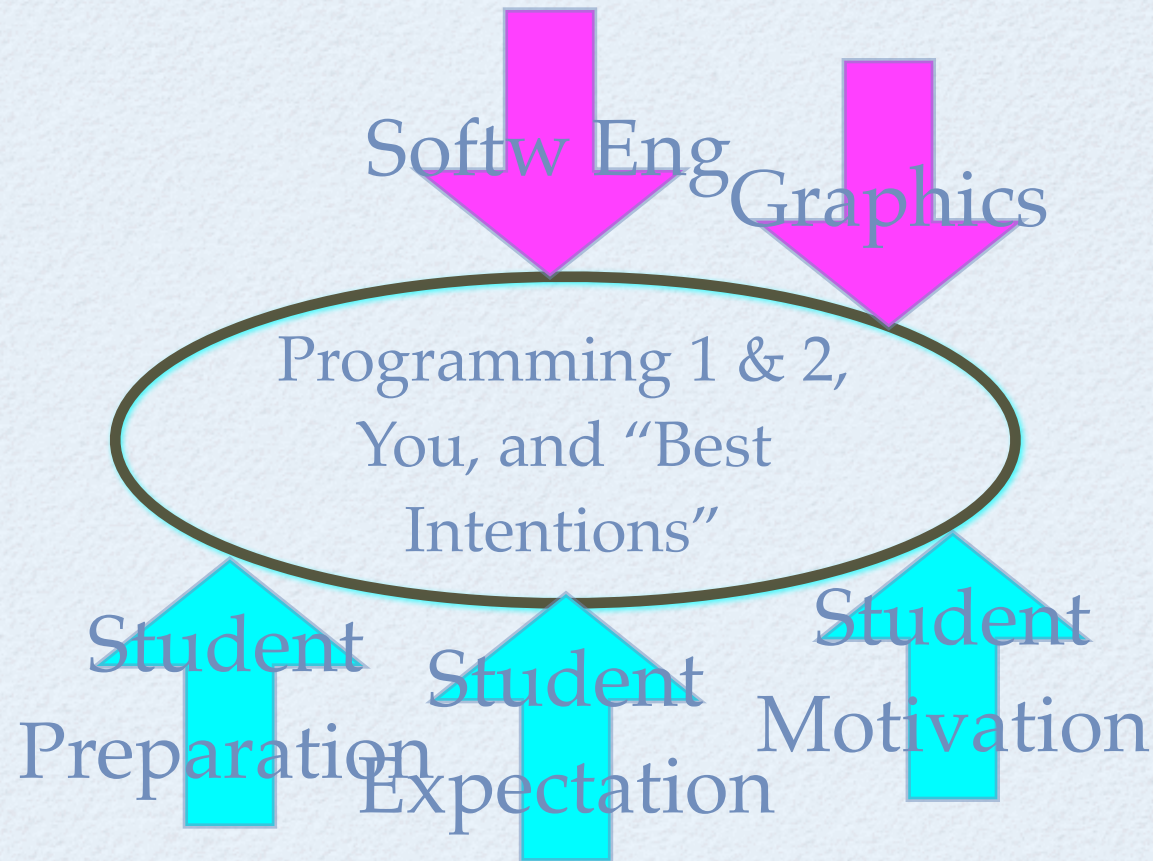 Softw Eng
Graphics
Programming 1 & 2,
You, and “Best
Intentions”
Student
Preparation
Student
Expectation
Student
Motivation